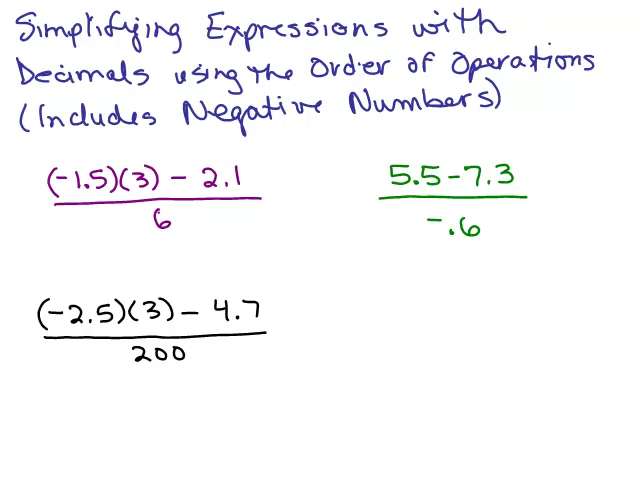 Simplifying Expressions with
Decimals using the Order of Operations
(Includes Negative Numbers)
(-1.5)(3) - 2.1
6
5.5 - 7.3
-.6
(-2.5)(3) - 4.7
200